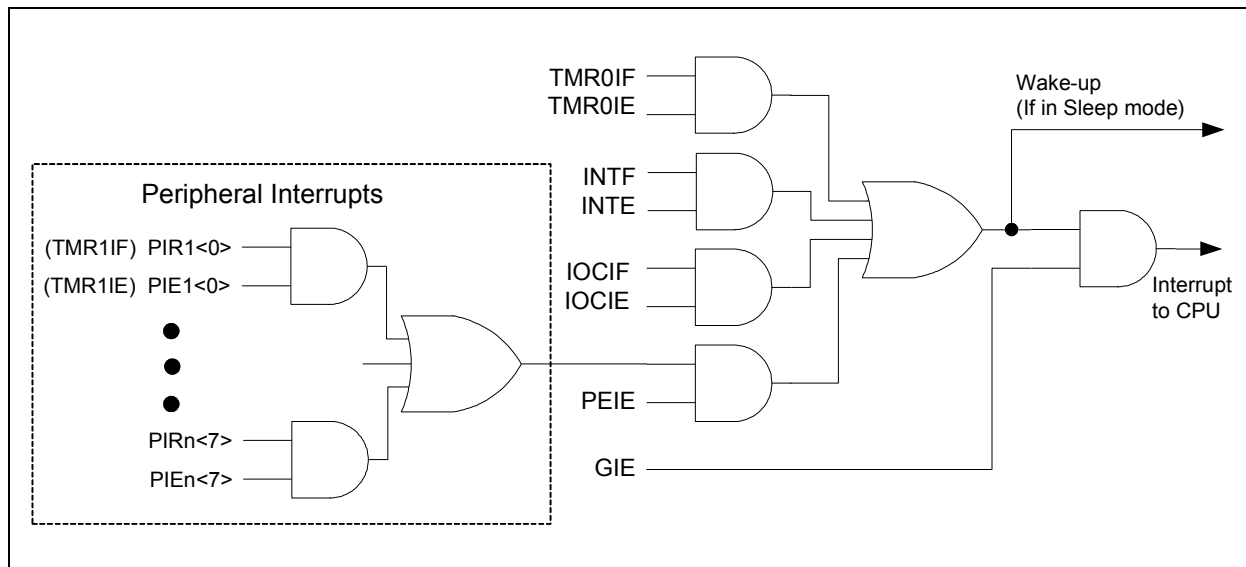 TMR0IF
TMR0IE
Wake-up
(If in Sleep mode)
INTF
INTE
Peripheral Interrupts
(TMR1IF) PIR1<0>
(TMR1IE) PIE1<0>
IOCIF
IOCIE
Interrupt
to CPU
PEIE
PIRn<7>
PIEn<7>
GIE